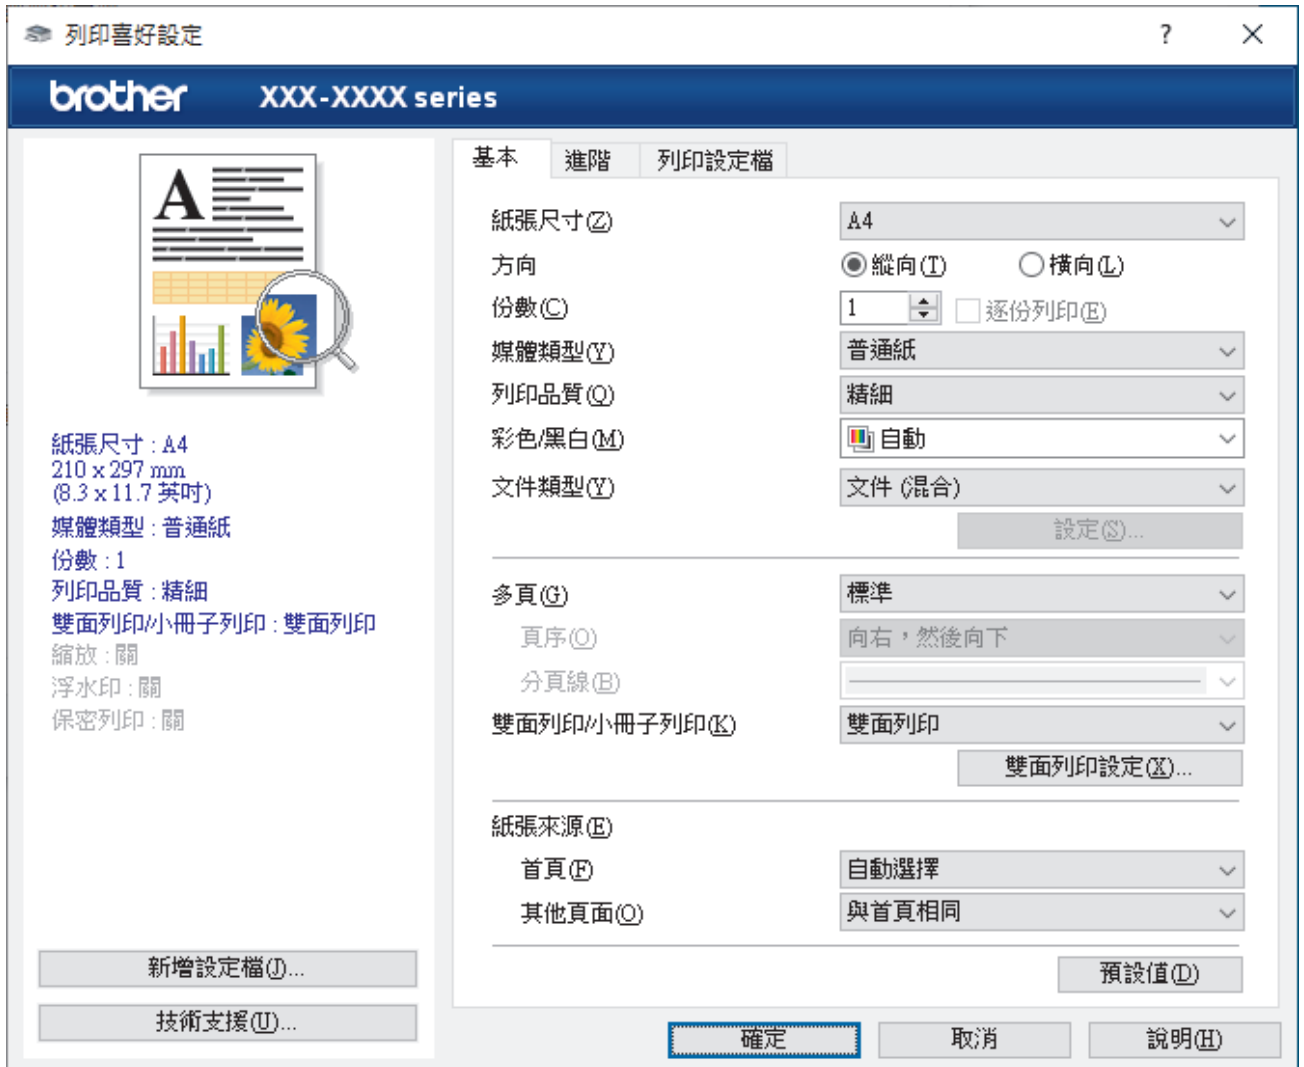 列印喜好設定
?
brother XXX-XXXX series
A
紙張尺寸 : A4
210 x 297 mm
(8.3 x 11.7 英吋)
媒體類型 : 普通紙
份數 : 1
列印品質 : 精細
雙面列印/小冊子列印 : 雙面列印
縮放 : 關
浮水印 : 關
保密列印 : 關
新增設定檔(J)...
技術支援(U)...
基本 進階 列印設定檔
紙張尺寸(Z) A4
方向 縱向(T) 橫向(L)
份數(C) 1 逐份列印(E)
媒體類型(Y) 普通紙
列印品質(Q) 精細
彩色/黑白(M) 自動
文件類型(Y) 文件 (混合)
設定(S)...
多頁(G) 標準
頁序(O) 向右，然後向下
分頁線(B)
雙面列印/小冊子列印(K) 雙面列印
雙面列印設定(X)...
紙張來源(E)
首頁(F) 自動選擇
其他頁面(O) 與首頁相同
預設值(D)
確定 取消 說明(H)